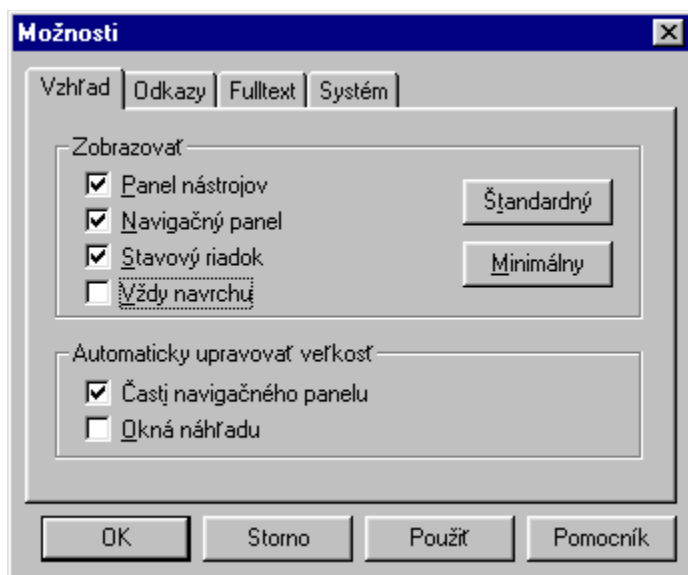 Možnosti
Vzhľad Odkazy Fulltext Systém
Zobrazovať
Panel nástrojov
Štandardný
Navigačný panel
Stavový riadok
Minimálny
Vždy navrchu
Automaticky upravovať veľkosť
Časti navigačného panelu
Okná náhľadu
OK Storno Použiť Pomocník